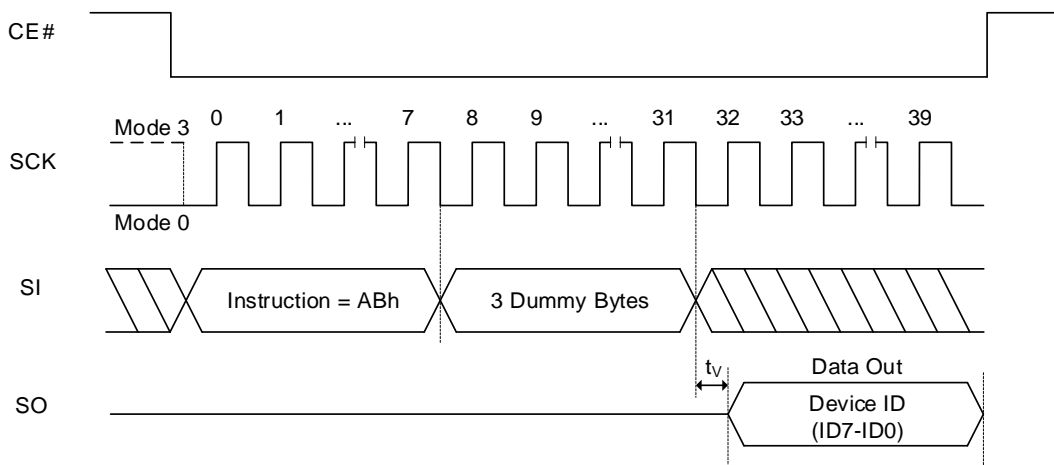 CE#
0 1 ... 7 8 9 ... 31 32 33 ... 39
Mode 3
SCK
Mode 0
SI
Instruction = ABh
3 Dummy Bytes
tV
Data Out
SO
Device ID
(ID7-ID0)